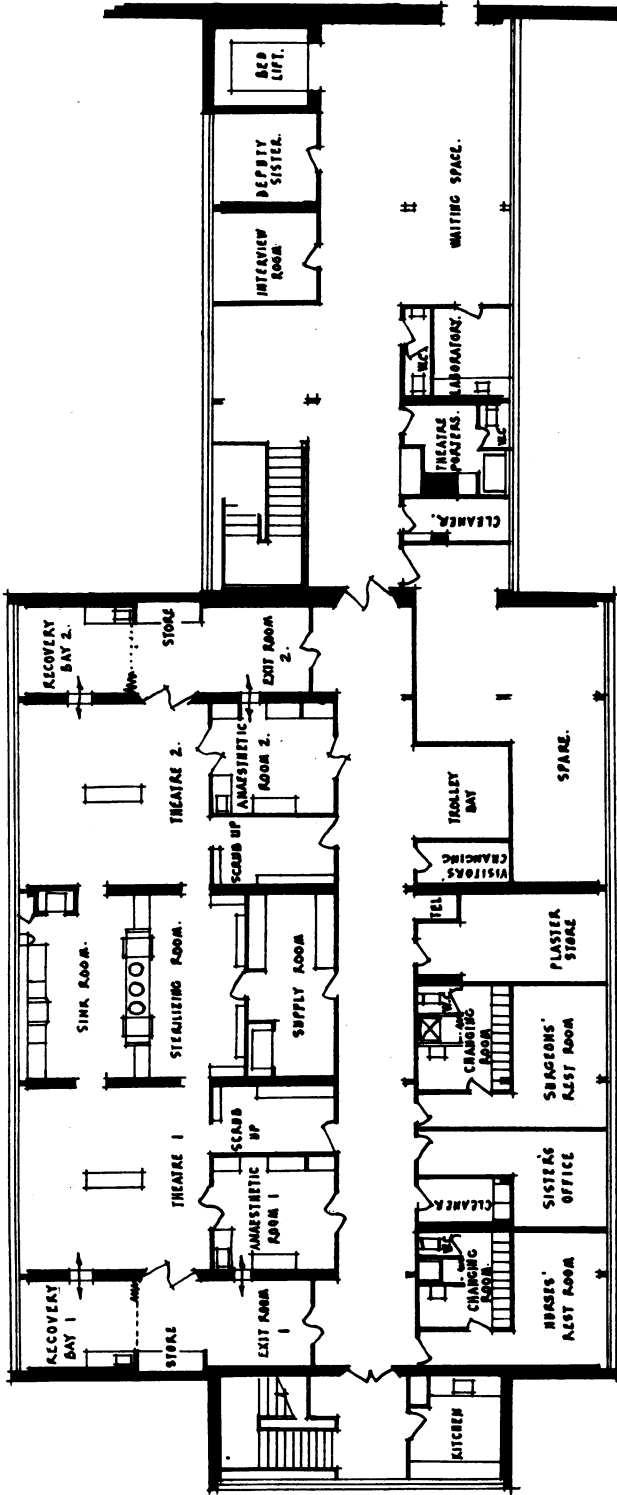 BED
LIFT.
DEPUTY
SISTER.
INTERVIEW
ROOM
WAITING SPACE.
W.C.
LABORATORY.
THEATRE
PORTERS.
W.C
CLEANER.
RECOVERY
BAY 2.
STORE
EXIT ROOM
2.
THEATRE 2.
ANAESTHETIC
ROOM 2.
SCRUB UP
TROLLEY
BAY
SPARE.
VISITORS'
CHANGING
SINK ROOM.
STERILIZING ROOM.
SUPPLY ROOM
TEL
PLASTER
STORE
W.C
CHANGING
ROOM
SURGEONS'
REST ROOM
THEATRE 1
SCRUB
UP
ANAESTHETIC
ROOM 1
CLEANER
SISTER'S
OFFICE
W.C
CHANGING
ROOM.
NURSES'
REST ROOM
RECOVERY
BAY 1
STORE
EXIT ROOM
1
KITCHEN